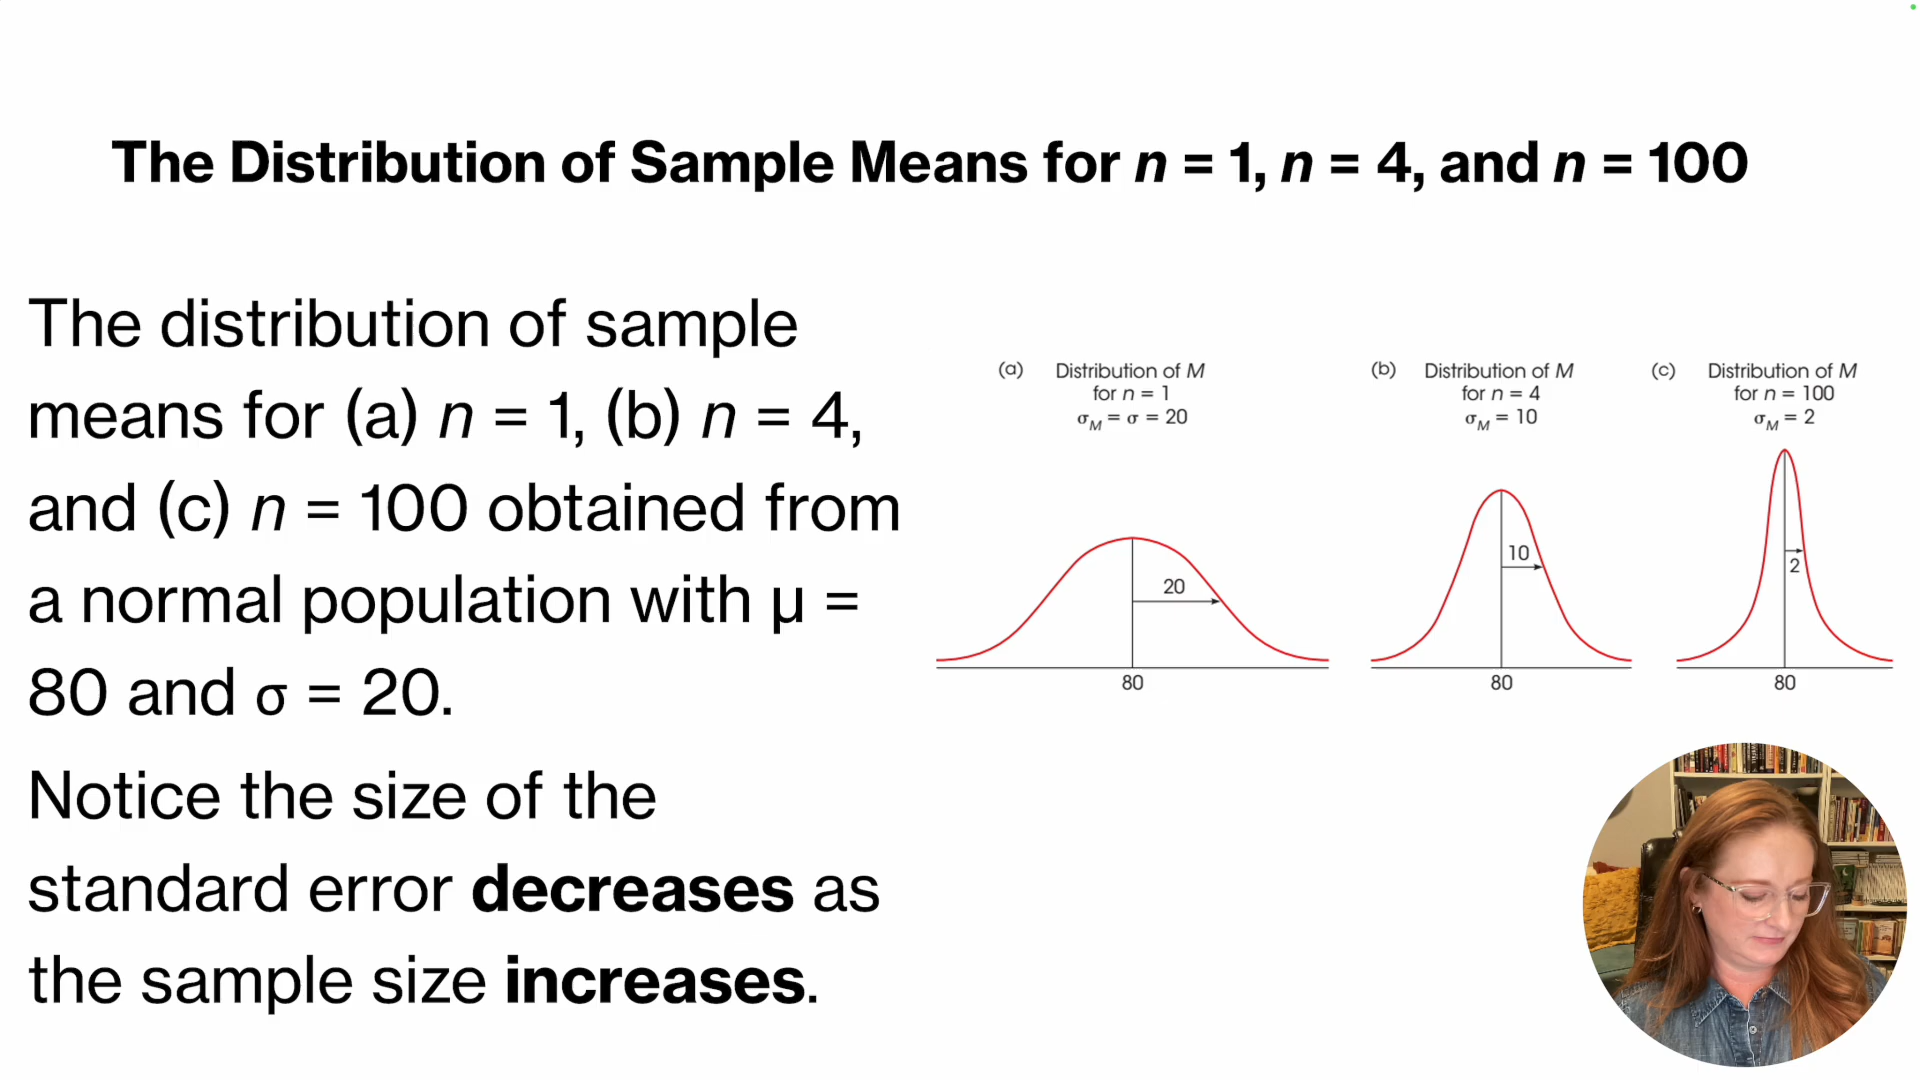 The Distribution of Sample Means for n = 1, n = 4, and n = 100
The distribution of sample
means for (a) n = 1, (b) n = 4,
and (c) n = 100 obtained from
a normal population with μ =
80 and σ = 20.
Notice the size of the
standard error decreases as
the sample size increases.
(a) Distribution of M
for n = 1
σM = σ = 20
20
80
(b) Distribution of M
for n = 4
σM = 10
10
80
(c) Distribution of M
for n = 100
σM = 2
2
80